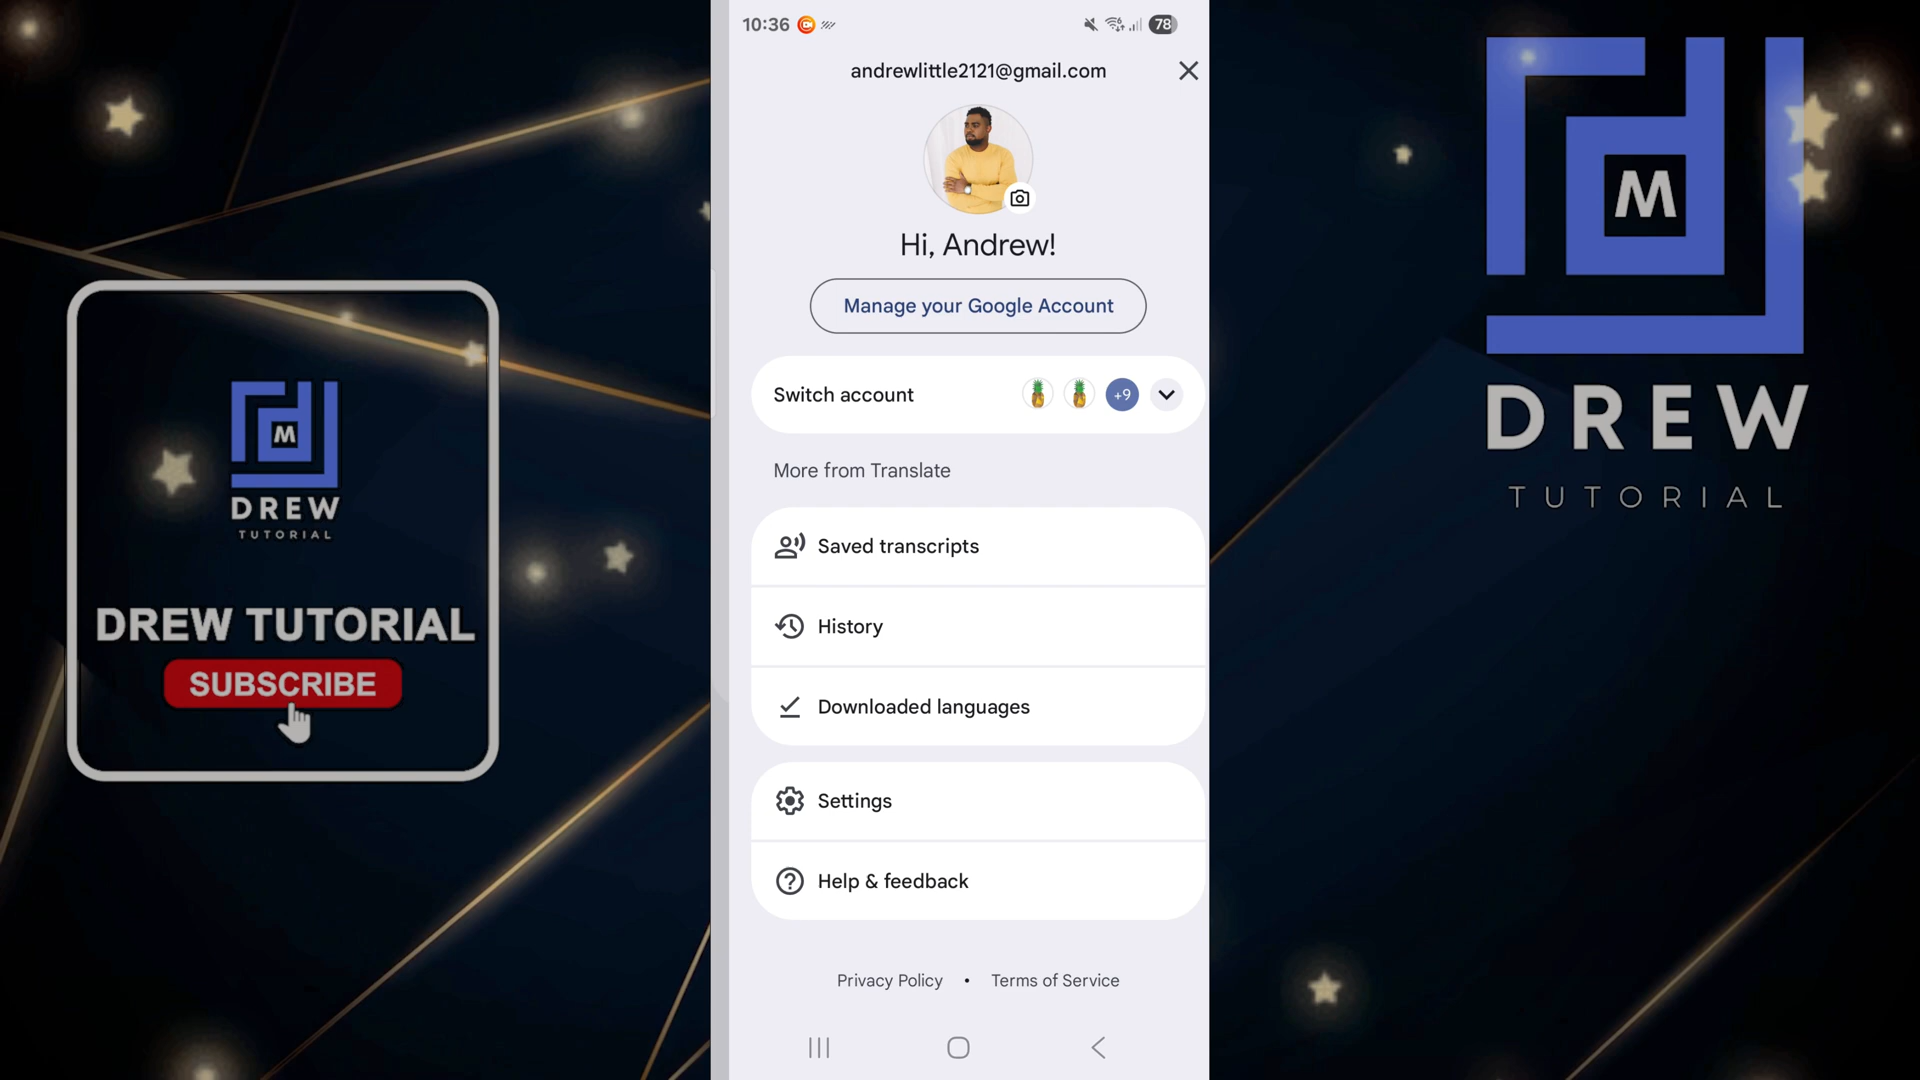 10:36
78
andrewlittle2121@gmail.com
Hi, Andrew!
Manage your Google Account
Switch account
+9
More from Translate
Saved transcripts
History
Downloaded languages
Settings
Help & feedback
Privacy Policy • Terms of Service
M
DREW
TUTORIAL
DREW TUTORIAL
SUBSCRIBE
M
DREW
TUTORIAL